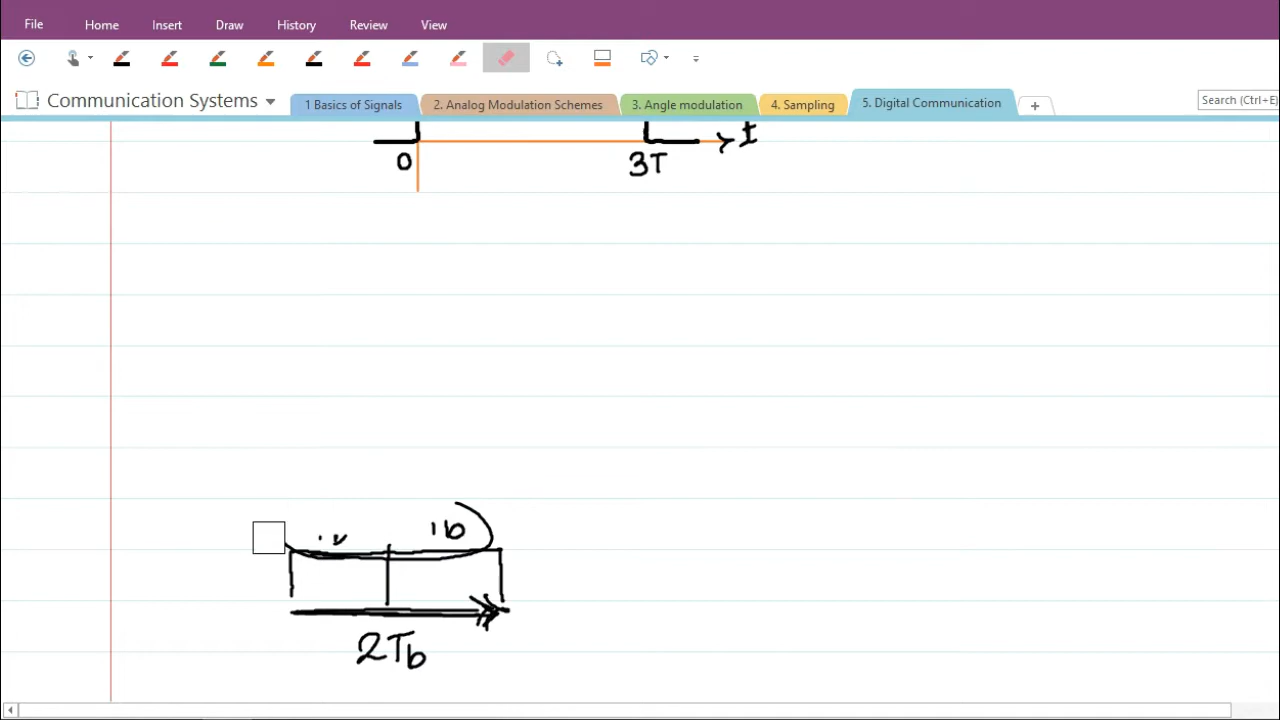 File Home Insert Draw History Review View
Communication Systems 1 Basics of Signals 2. Analog Modulation Schemes 3. Angle modulation 4. Sampling 5. Digital Communication Search (Ctrl+E)
t
0 3T
1b
2Tb